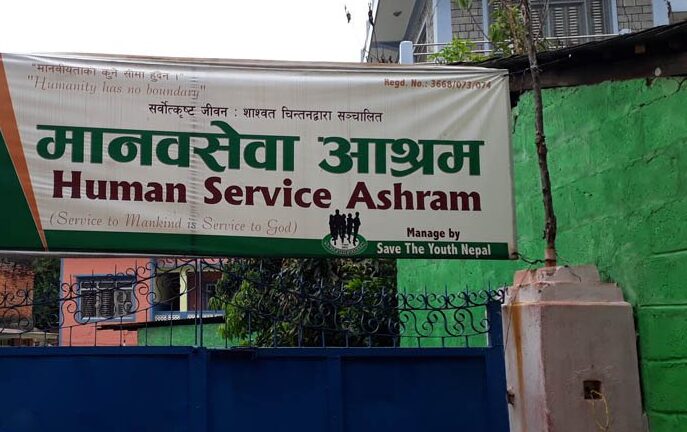 "मानवीयताको कुनै सीमा हुँदैन ।"
"Humanity has no boundary"
Regd. No.: 3668/073/074
सर्वोत्कृष्ट जीवन : शाश्वत चिन्तनद्वारा सञ्चालित
मानवसेवा आश्रम
Human Service Ashram
(Service to Mankind is Service to God)
Manage by
Save The Youth Nepal